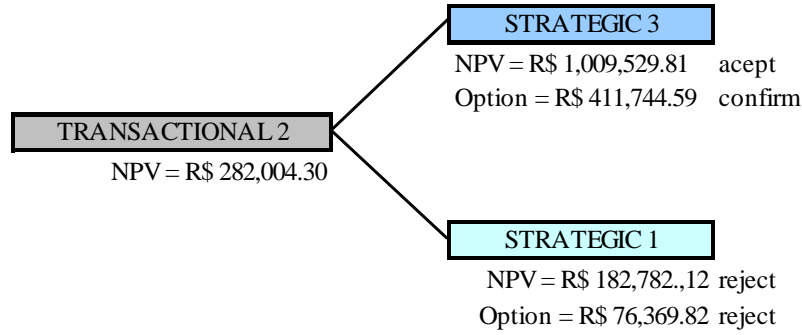 STRATEGIC 3
NPV = R$ 1,009,529.81 acept
Option = R$ 411,744.59 confirm
TRANSACTIONAL 2
NPV = R$ 282,004.30
STRATEGIC 1
NPV = R$ 182,782.,12 reject
Option = R$ 76,369.82 reject